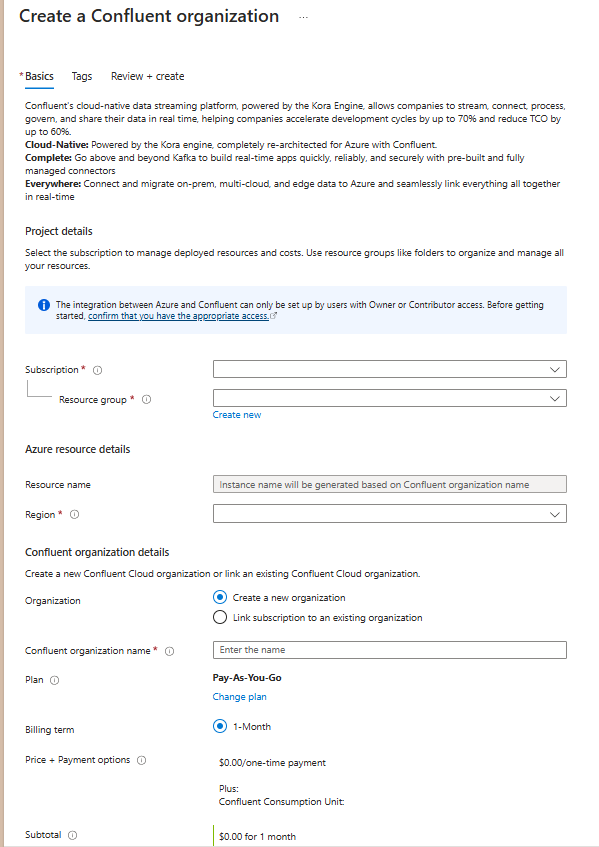 Create a Confluent organization ...
* Basics Tags Review + create
Confluent's cloud-native data streaming platform, powered by the Kora Engine, allows companies to stream, connect, process,
govern, and share their data in real time, helping companies accelerate development cycles by up to 70% and reduce TCO by
up to 60%.
Cloud-Native: Powered by the Kora engine, completely re-architected for Azure with Confluent.
Complete: Go above and beyond Kafka to build real-time apps quickly, reliably, and securely with pre-built and fully
managed connectors
Everywhere: Connect and migrate on-prem, multi-cloud, and edge data to Azure and seamlessly link everything all together
in real-time
Project details
Select the subscription to manage deployed resources and costs. Use resource groups like folders to organize and manage all
your resources.
The integration between Azure and Confluent can only be set up by users with Owner or Contributor access. Before getting
started, confirm that you have the appropriate access.
Subscription *
Resource group *
Create new
Azure resource details
Resource name Instance name will be generated based on Confluent organization name
Region *
Confluent organization details
Create a new Confluent Cloud organization or link an existing Confluent Cloud organization.
Organization Create a new organization
Link subscription to an existing organization
Confluent organization name * Enter the name
Plan Pay-As-You-Go
Change plan
Billing term 1-Month
Price + Payment options $0.00/one-time payment
Plus:
Confluent Consumption Unit:
Subtotal $0.00 for 1 month